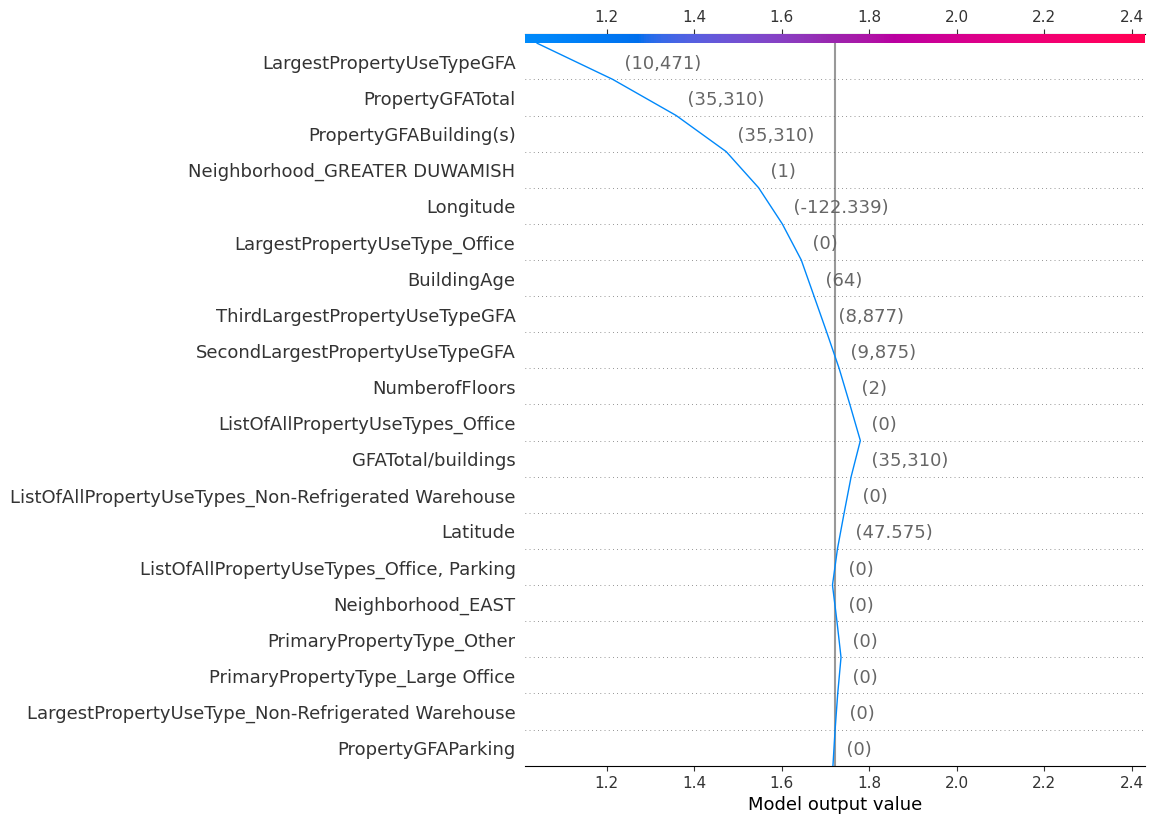 1.2 1.4 1.6 1.8 2.0 2.2 2.4
LargestPropertyUseTypeGFA (10,471)
PropertyGFATotal (35,310)
PropertyGFABuilding(s) (35,310)
Neighborhood_GREATER DUWAMISH (1)
Longitude (-122.339)
LargestPropertyUseType_Office (0)
BuildingAge (64)
ThirdLargestPropertyUseTypeGFA (8,877)
SecondLargestPropertyUseTypeGFA (9,875)
NumberofFloors (2)
ListOfAllPropertyUseTypes_Office (0)
GFATotal/buildings (35,310)
ListOfAllPropertyUseTypes_Non-Refrigerated Warehouse (0)
Latitude (47.575)
ListOfAllPropertyUseTypes_Office, Parking (0)
Neighborhood_EAST (0)
PrimaryPropertyType_Other (0)
PrimaryPropertyType_Large Office (0)
LargestPropertyUseType_Non-Refrigerated Warehouse (0)
PropertyGFAParking (0)
1.2 1.4 1.6 1.8 2.0 2.2 2.4
Model output value